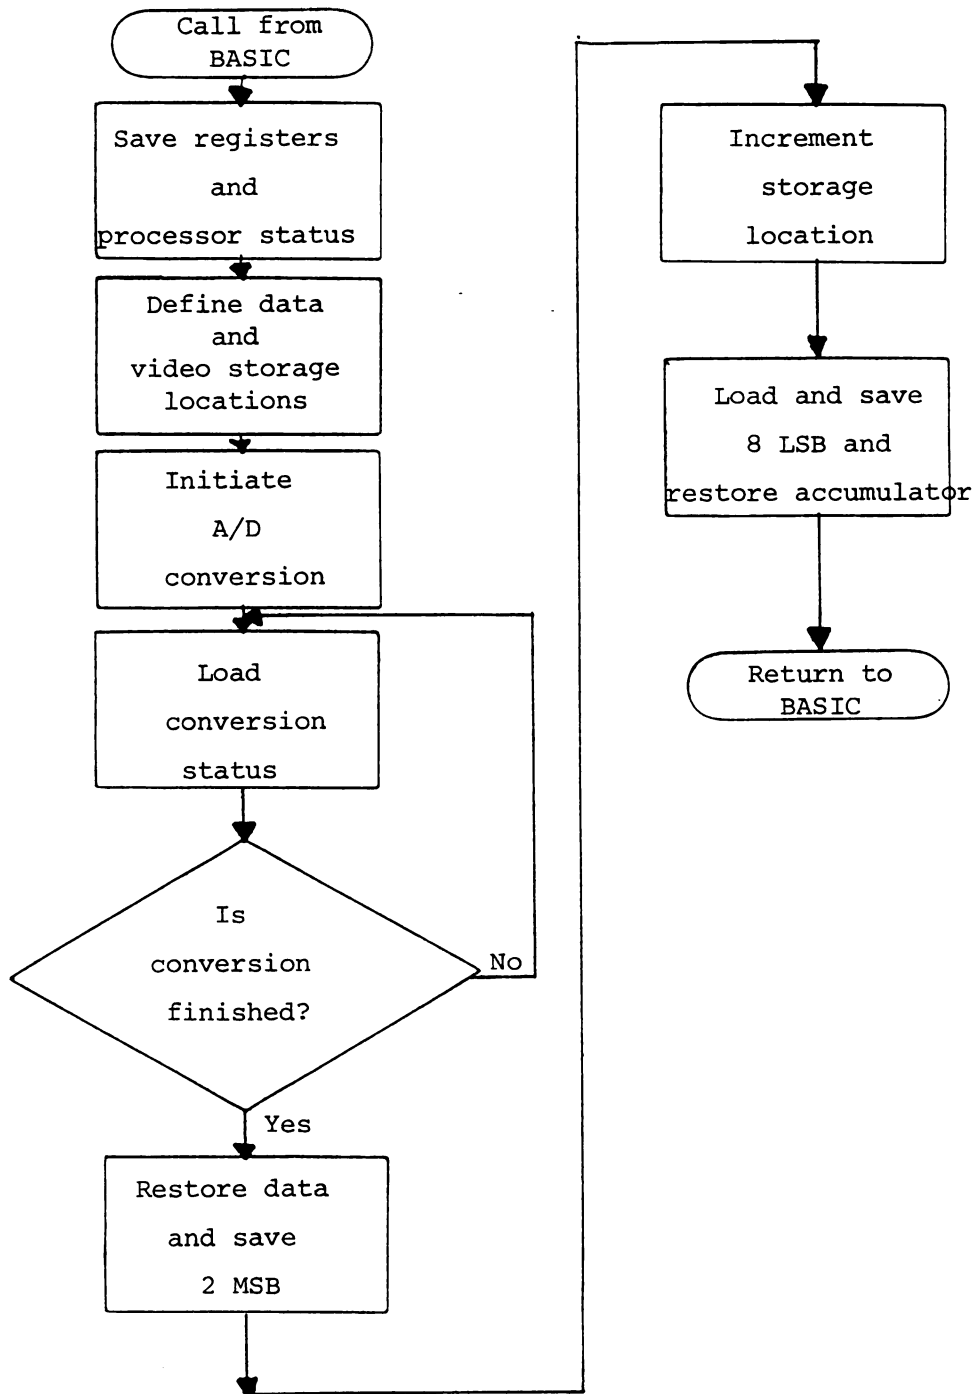 Call from
BASIC
Save registers
and
processor status
Define data
and
video storage
locations
Initiate
A/D
conversion
Load
conversion
status
Is
conversion
finished?
No
Yes
Restore data
and save
2 MSB
Increment
storage
location
Load and save
8 LSB and
restore accumulator
Return to
BASIC